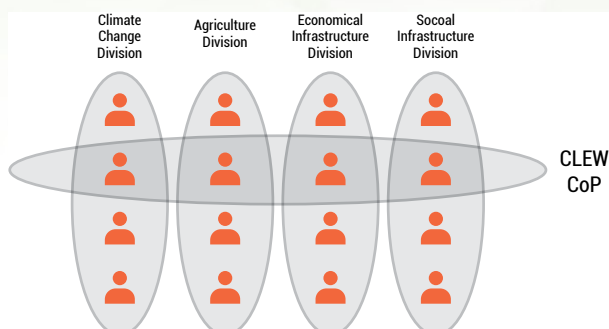 Climate
Change
Division
Agriculture
Division
Economical
Infrastructure
Division
Socoal
Infrastructure
Division
CLEW
CoP